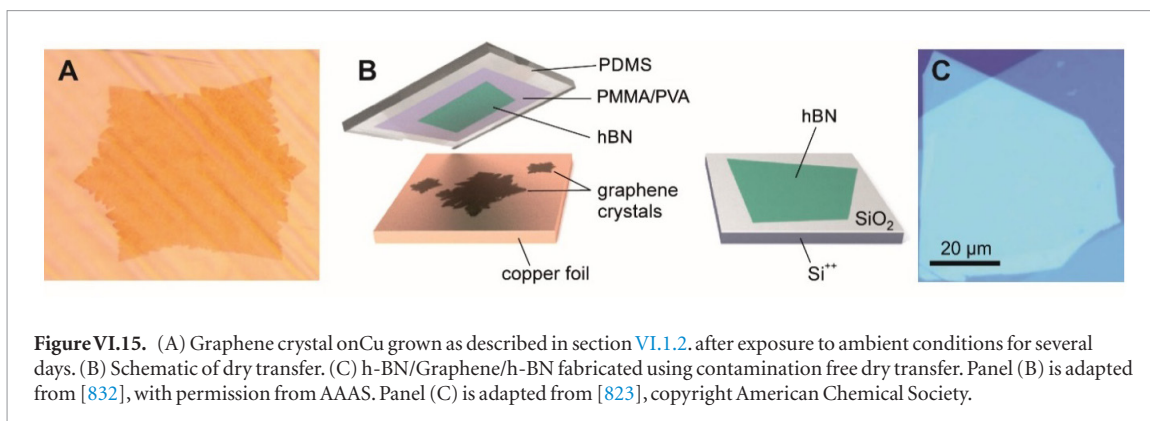 A
B
PDMS
PMMA/PVA
hBN
graphene
crystals
copper foil
hBN
SiO₂
Si⁺⁺
C
20 µm
Figure VI.15. (A) Graphene crystal onCu grown as described in section VI.1.2. after exposure to ambient conditions for several
days. (B) Schematic of dry transfer. (C) h-BN/Graphene/h-BN fabricated using contamination free dry transfer. Panel (B) is adapted
from [832], with permission from AAAS. Panel (C) is adapted from [823], copyright American Chemical Society.